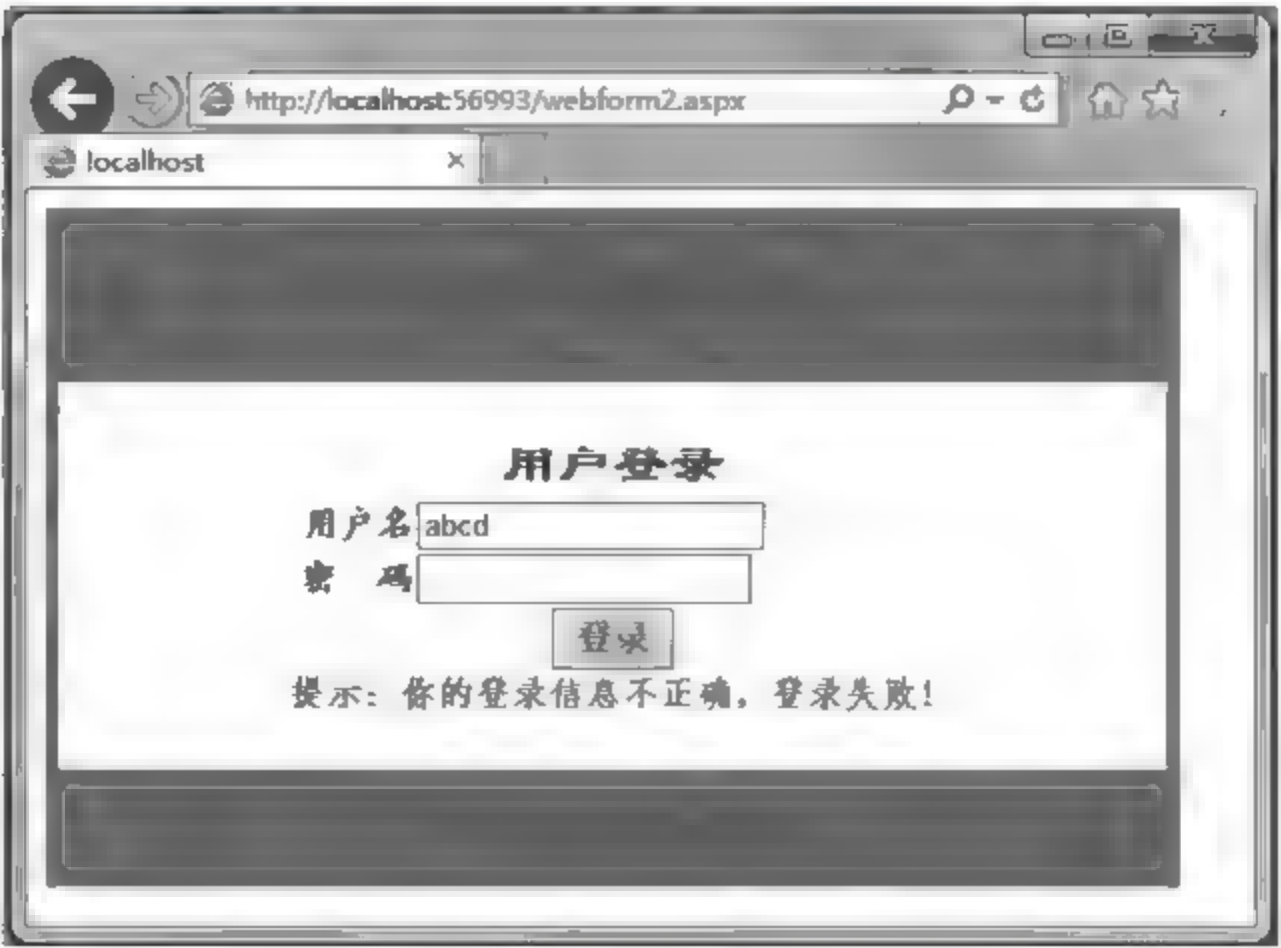 http://localhost:56993/webform2.aspx
localhost
用户登录
用户名 abcd
密 码
登录
提示：你的登录信息不正确，登录失败！